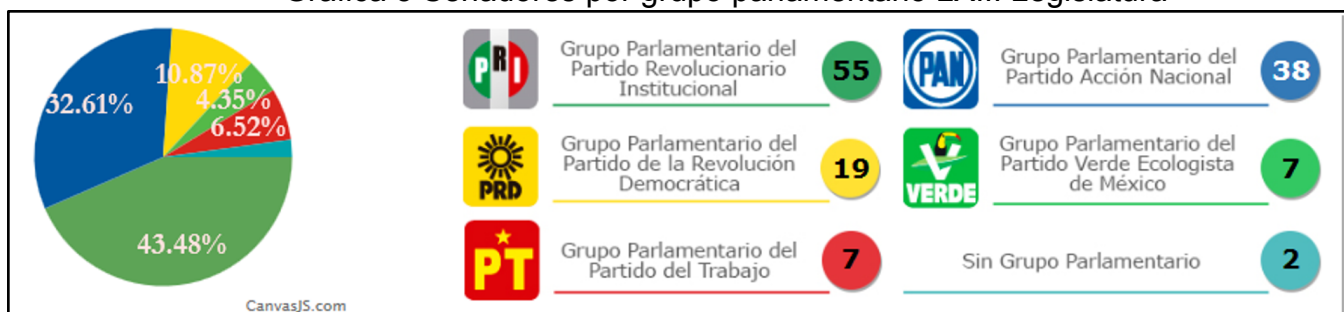 10.87%
4.35%
32.61%
6.52%
43.48%
CanvasJS.com
PRI
Grupo Parlamentario del
Partido Revolucionario
Institucional
55
PAN
Grupo Parlamentario del
Partido Acción Nacional
38
PRD
Grupo Parlamentario del
Partido de la Revolución
Democrática
19
VERDE
Grupo Parlamentario del
Partido Verde Ecologista
de México
7
PT
Grupo Parlamentario del
Partido del Trabajo
7
Sin Grupo Parlamentario
2